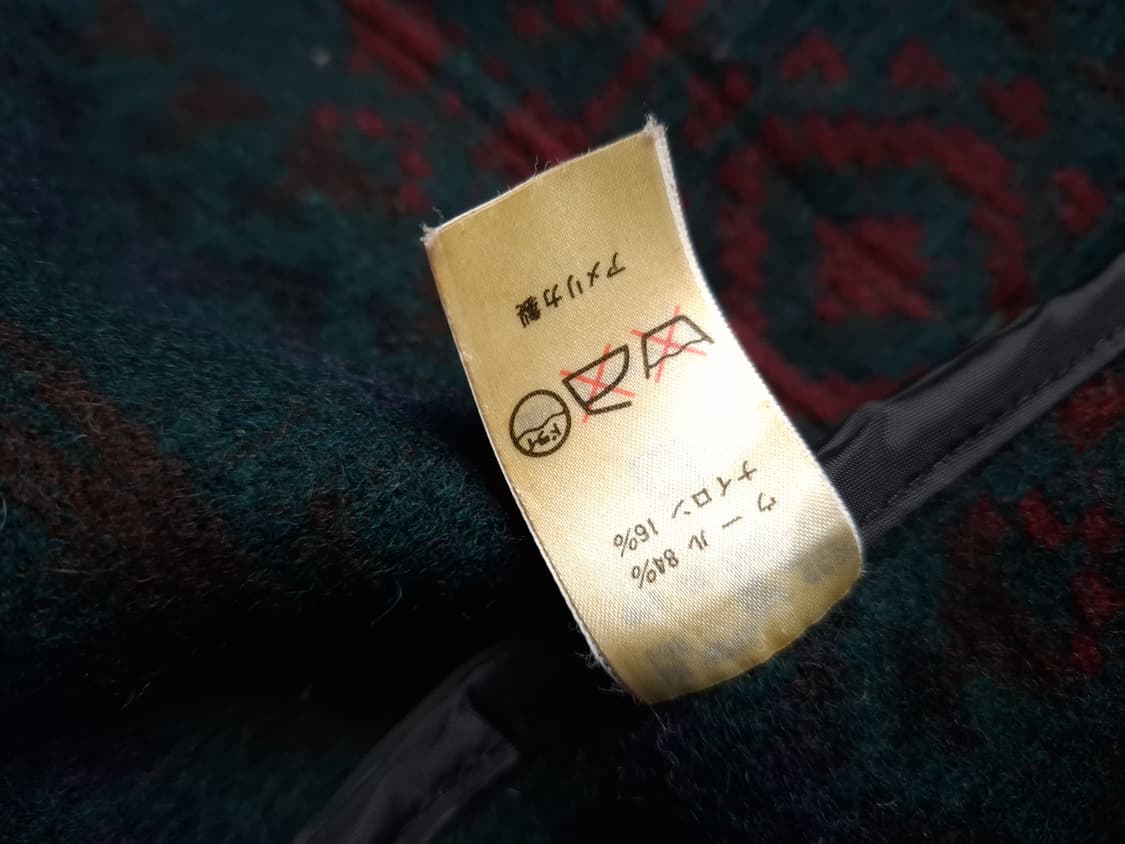 ウール 84%
ナイロン 16%
ドライ
アメリカ製